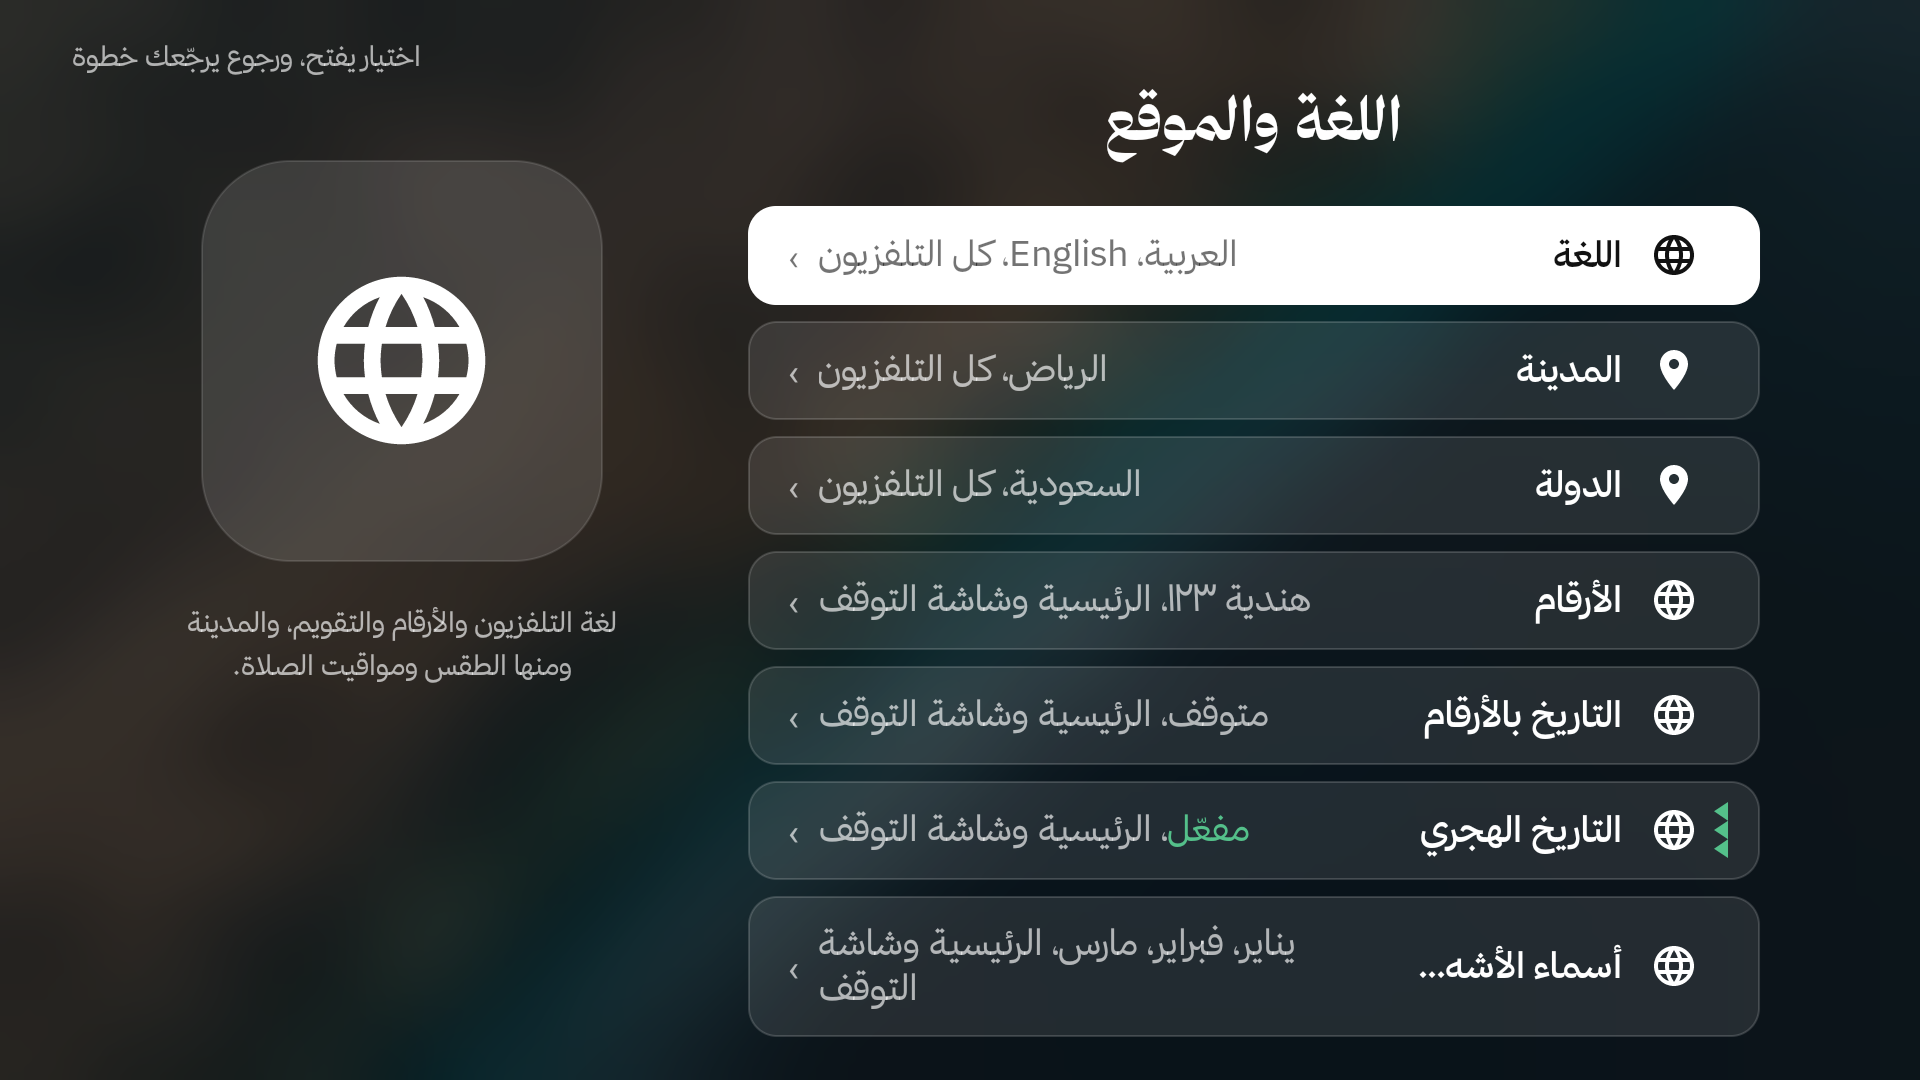 اختيار يفتح، ورجوع يرجّعك خطوة
اللغة والموقع
اللغة
العربية، English، كل التلفزيون
المدينة
الرياض، كل التلفزيون
الدولة
السعودية، كل التلفزيون
الأرقام
هندية ١٢٣، الرئيسية وشاشة التوقف
التاريخ بالأرقام
متوقف، الرئيسية وشاشة التوقف
التاريخ الهجري
مفعّل، الرئيسية وشاشة التوقف
أسماء الأشه...
يناير، فبراير، مارس، الرئيسية وشاشة
التوقف
لغة التلفزيون والأرقام والتقويم، والمدينة
ومنها الطقس ومواقيت الصلاة.